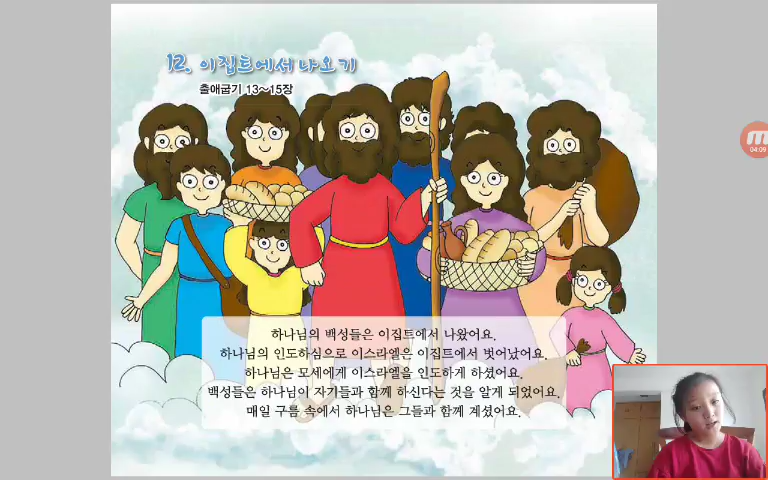 12. 이집트에서 나오기
출애굽기 13~15장
하나님의 백성들은 이집트에서 나왔어요.
하나님의 인도하심으로 이스라엘은 이집트에서 벗어났어요.
하나님은 모세에게 이스라엘을 인도하게 하셨어요.
백성들은 하나님이 자기들과 함께 하신다는 것을 알게 되었어요.
매일 구름 속에서 하나님은 그들과 함께 계셨어요.
04:09